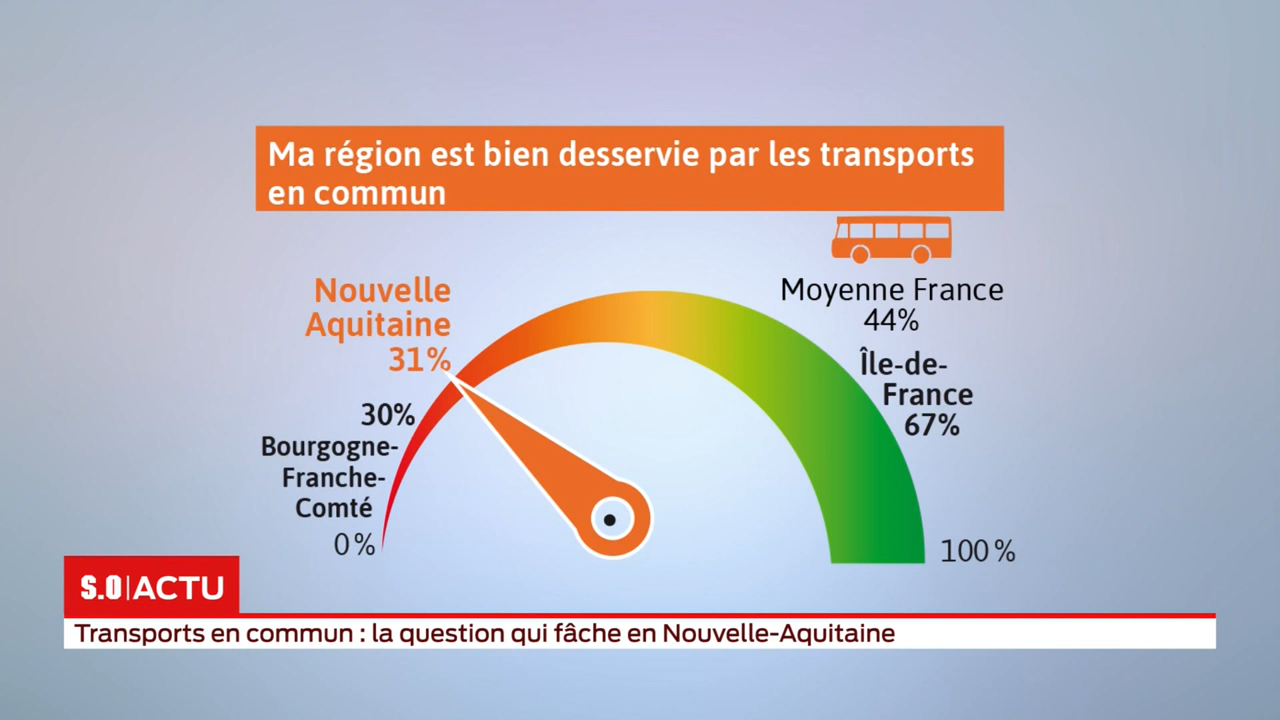 Ma région est bien desservie par les transports
en commun
Nouvelle
Aquitaine
31%
30%
Bourgogne-
Franche-
Comté
0 %
Moyenne France
44%
Île-de-
France
67%
100 %
S.O|ACTU
Transports en commun : la question qui fâche en Nouvelle-Aquitaine